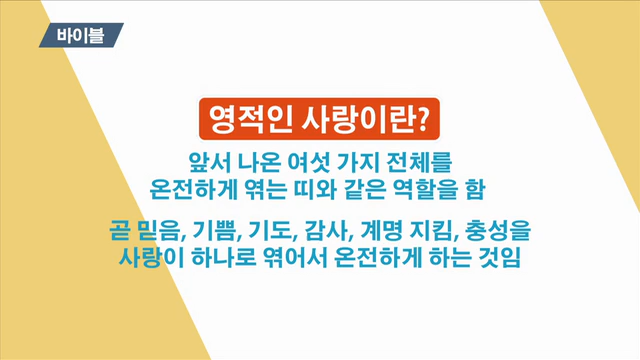 바이블
영적인 사랑이란?
앞서 나온 여섯 가지 전체를
온전하게 엮는 띠와 같은 역할을 함
곧 믿음, 기쁨, 기도, 감사, 계명 지킴, 충성을
사랑이 하나로 엮어서 온전하게 하는 것임